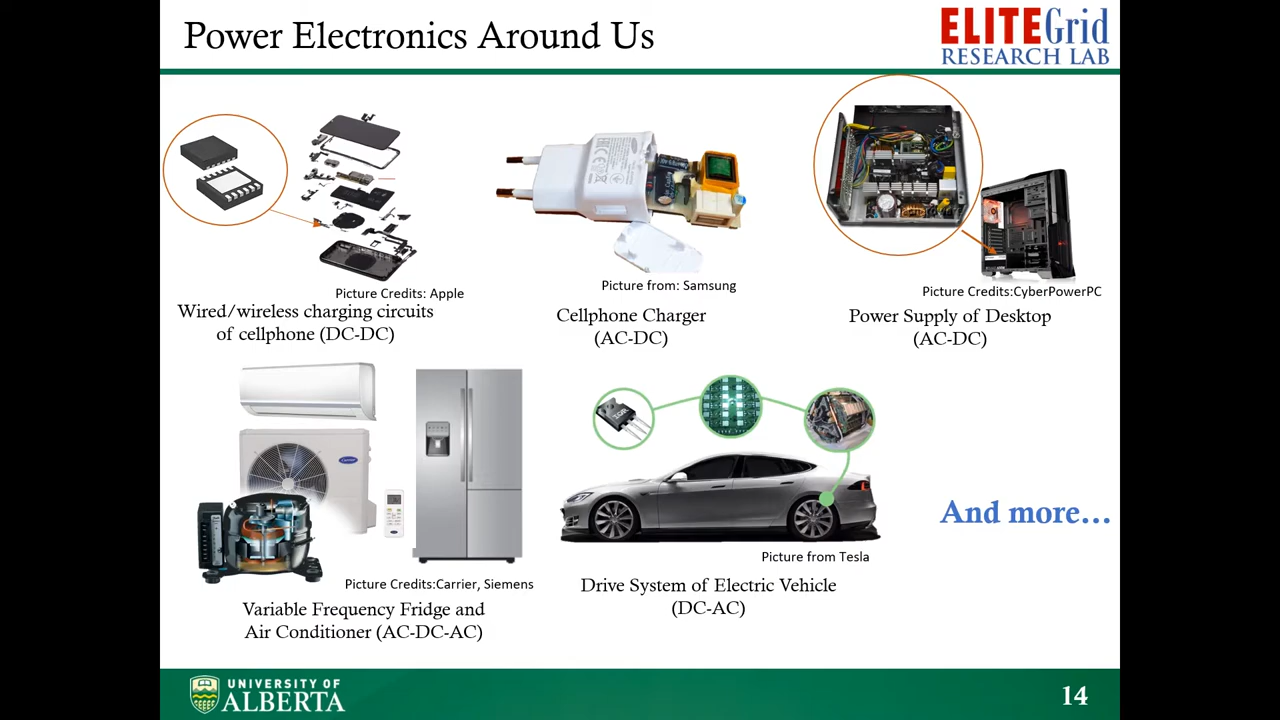 Power Electronics Around Us
ELITEGrid
RESEARCH LAB
Picture Credits: Apple
Wired/wireless charging circuits
of cellphone (DC-DC)
Picture from: Samsung
Cellphone Charger
(AC-DC)
Picture Credits:CyberPowerPC
Power Supply of Desktop
(AC-DC)
Picture Credits:Carrier, Siemens
Variable Frequency Fridge and
Air Conditioner (AC-DC-AC)
Picture from Tesla
Drive System of Electric Vehicle
(DC-AC)
And more…
UNIVERSITY OF
ALBERTA
14